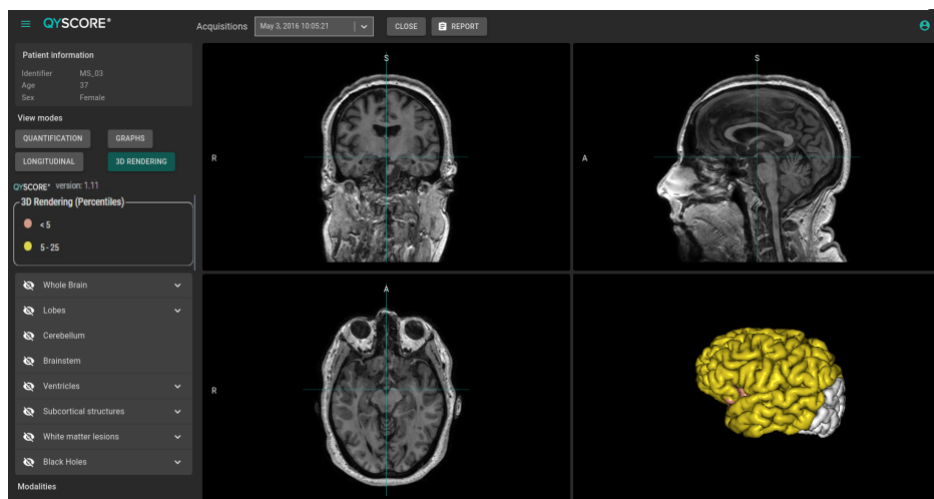 QYSCORE®
Acquisitions
May 3, 2016 10:05:21
CLOSE
REPORT
Patient information
Identifier MS_03
Age 37
Sex Female
View modes
QUANTIFICATION GRAPHS
LONGITUDINAL 3D RENDERING
QYSCORE® version: 1.11
3D Rendering (Percentiles)
< 5
5 - 25
Whole Brain
Lobes
Cerebellum
Brainstem
Ventricles
Subcortical structures
White matter lesions
Black Holes
Modalities
S
R
S
A
A
R